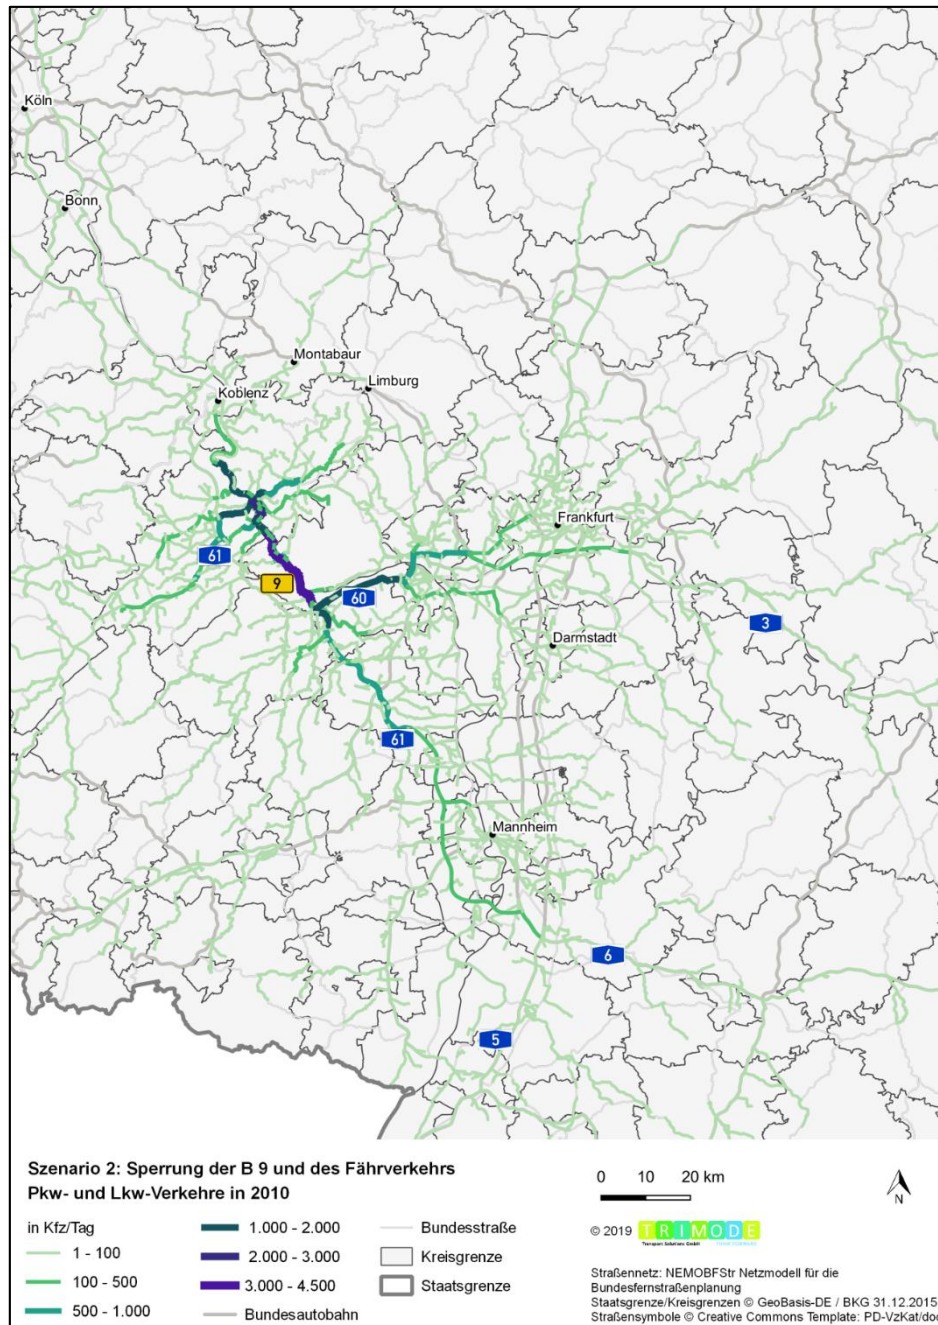 Köln
Bonn
Montabaur
Limburg
Koblenz
Frankfurt
61
9
60
3
Darmstadt
61
Mannheim
6
5
Szenario 2: Sperrung der B 9 und des Fährverkehrs
Pkw- und Lkw-Verkehre in 2010
in Kfz/Tag
1 - 100
100 - 500
500 - 1.000
1.000 - 2.000
2.000 - 3.000
3.000 - 4.500
Bundesautobahn
Bundesstraße
Kreisgrenze
Staatsgrenze
0 10 20 km
N
© 2019 TRIMODE
Transport Solutions GmbH
Straßennetz: NEMOBFStr Netzmodell für die
Bundesfernstraßenplanung
Staatsgrenze/Kreisgrenzen © GeoBasis-DE / BKG 31.12.2015
Straßensymbole © Creative Commons Template: PD-VzKat/doc